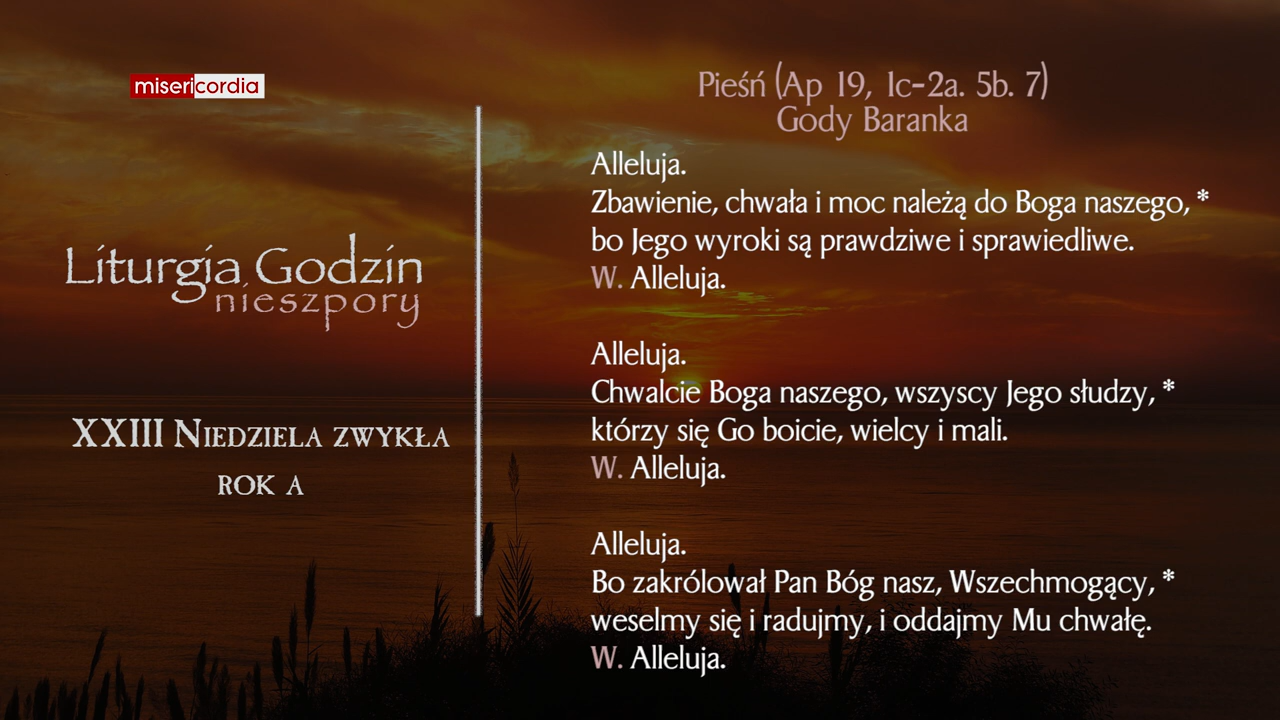 misericordia
Liturgia Godzin
nieszpory
XXIII Niedziela zwykła
rok A
Pieśń (Ap 19, 1c-2a. 5b. 7)
Gody Baranka
Alleluja.
Zbawienie, chwała i moc należą do Boga naszego, *
bo Jego wyroki są prawdziwe i sprawiedliwe.
W. Alleluja.
Alleluja.
Chwalcie Boga naszego, wszyscy Jego słudzy, *
którzy się Go boicie, wielcy i mali.
W. Alleluja.
Alleluja.
Bo zakrólował Pan Bóg nasz, Wszechmogący, *
weselmy się i radujmy, i oddajmy Mu chwałę.
W. Alleluja.